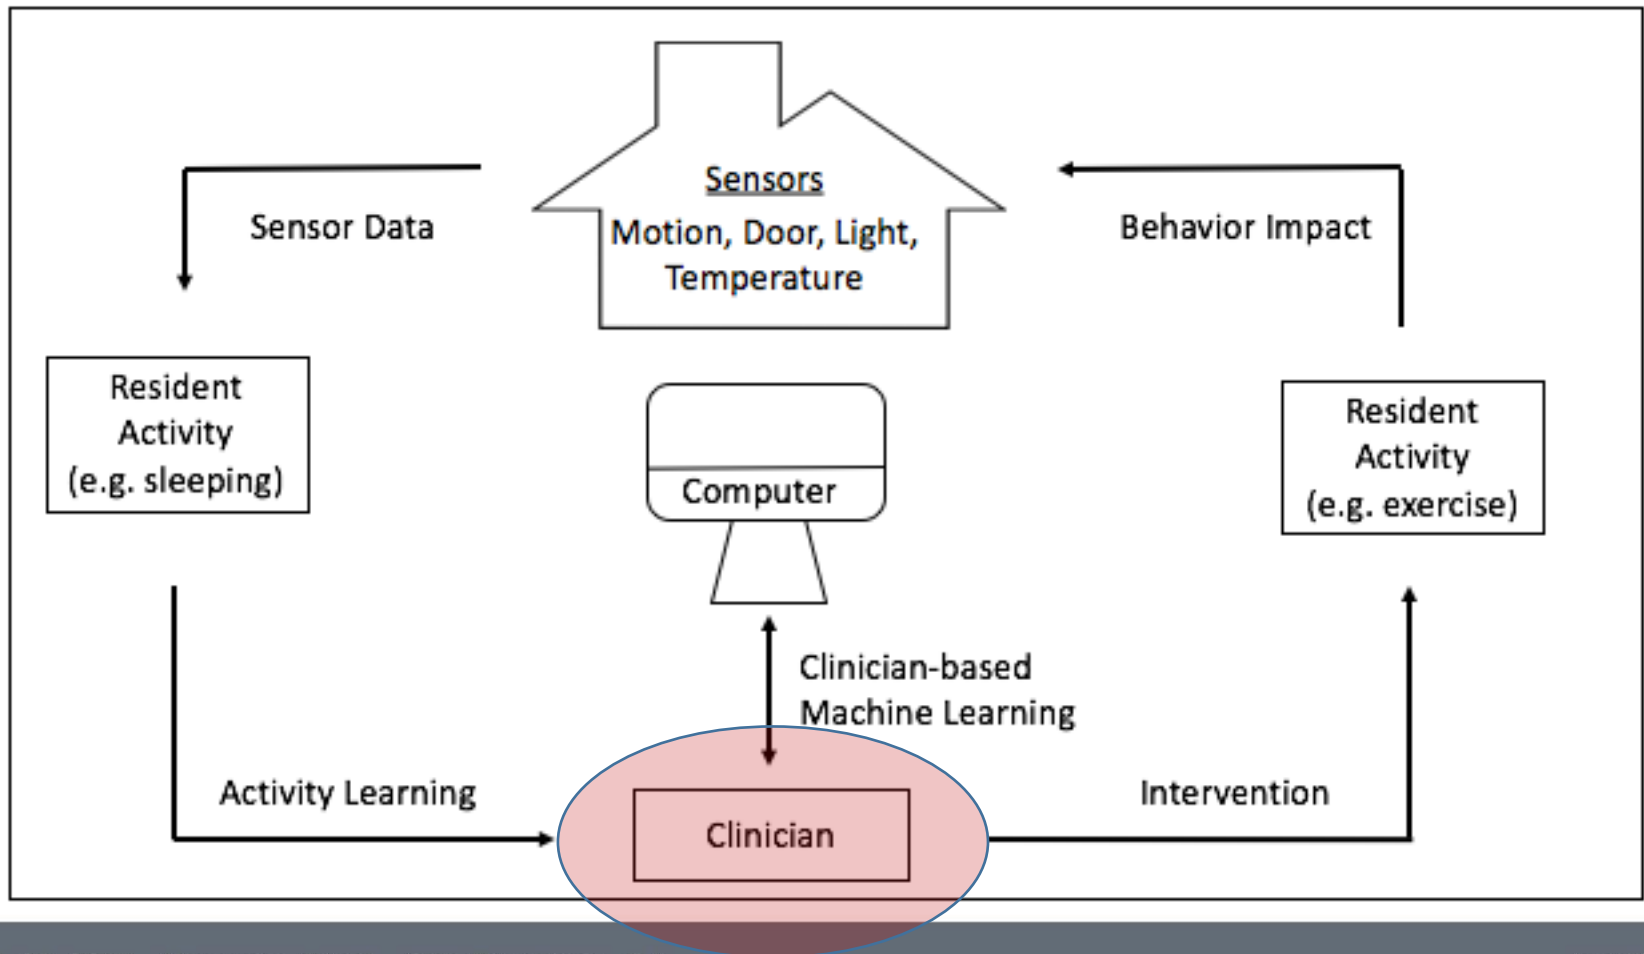 Sensors
Motion, Door, Light,
Temperature
Sensor Data
Behavior Impact
Resident
Activity
(e.g. sleeping)
Computer
Resident
Activity
(e.g. exercise)
Clinician-based
Machine Learning
Activity Learning
Clinician
Intervention